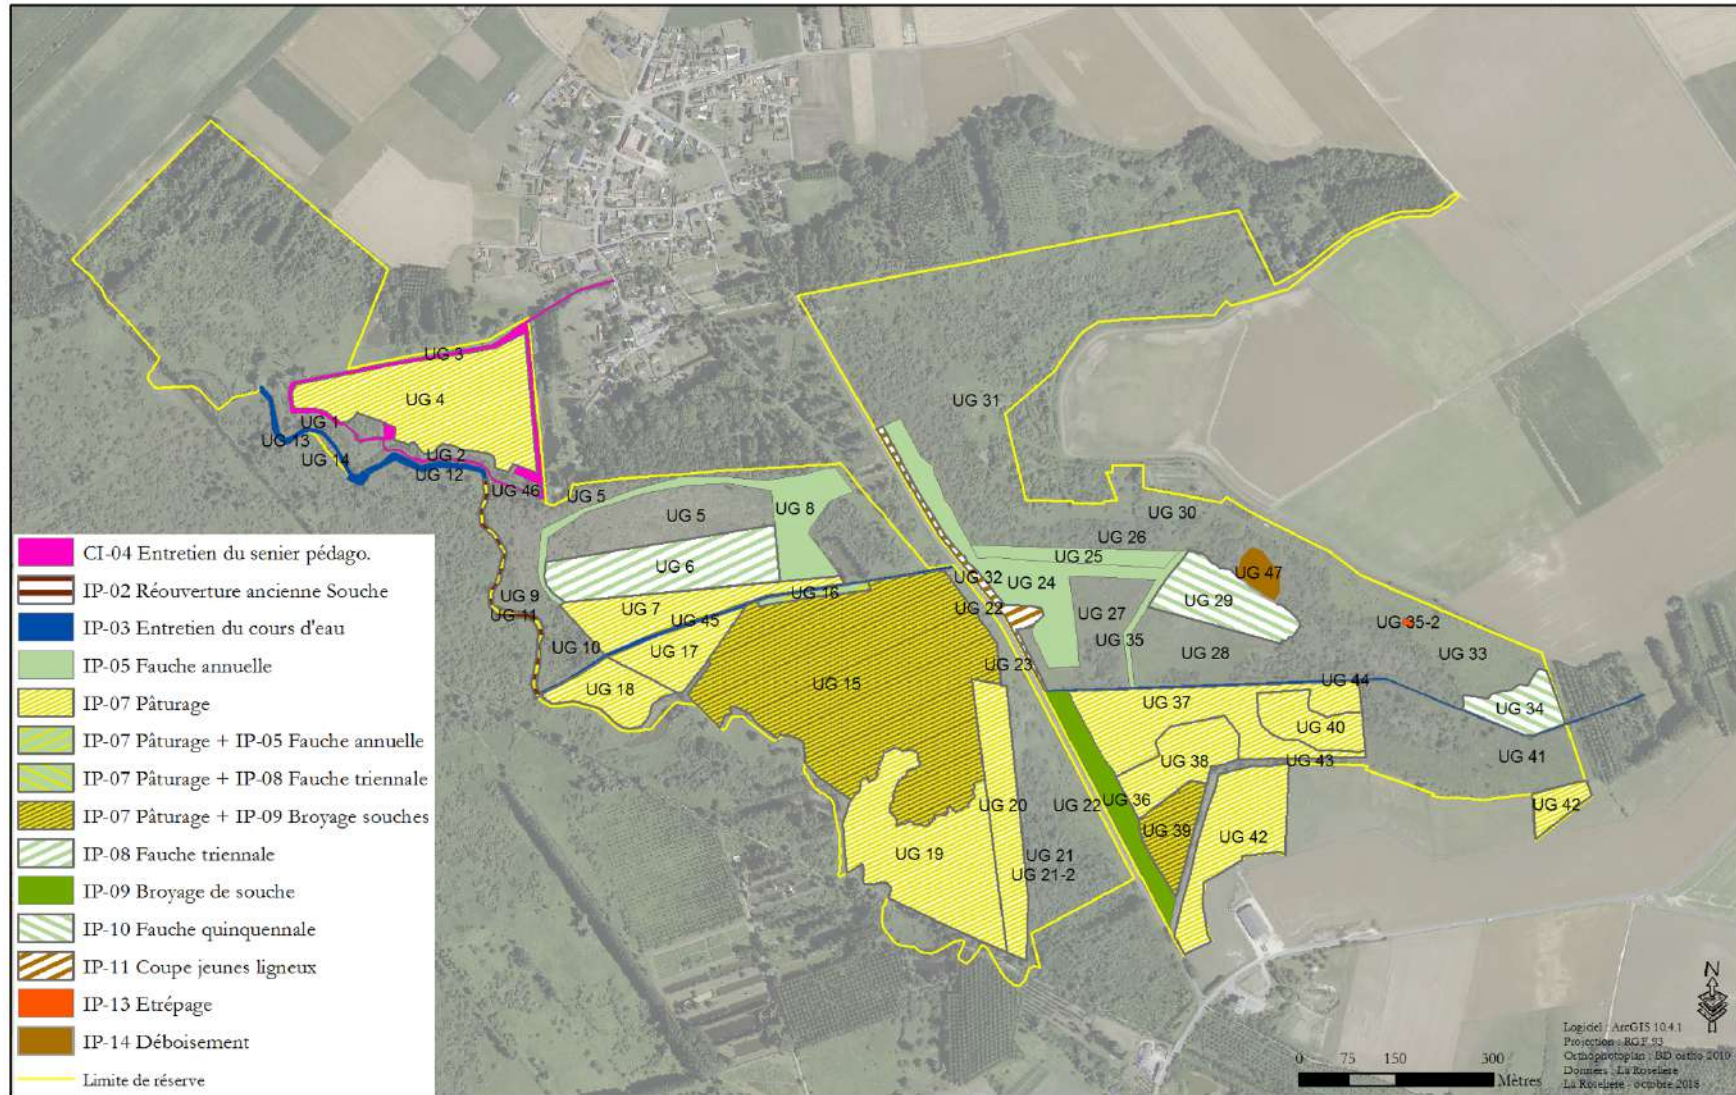 UG 3
UG 4
UG 1
UG 13
UG 14
UG 2
UG 12
UG 46
UG 5
UG 5
UG 8
UG 6
UG 9
UG 11
UG 7
UG 45
UG 16
UG 10
UG 17
UG 18
UG 15
UG 19
UG 20
UG 21
UG 21-2
UG 22
UG 31
UG 30
UG 26
UG 25
UG 24
UG 32
UG 22
UG 23
UG 27
UG 35
UG 29
UG 47
UG 28
UG 35-2
UG 33
UG 44
UG 34
UG 41
UG 37
UG 40
UG 38
UG 43
UG 36
UG 39
UG 42
UG 42
CI-04 Entretien du senier pédago.
IP-02 Réouverture ancienne Souche
IP-03 Entretien du cours d'eau
IP-05 Fauche annuelle
IP-07 Pâturage
IP-07 Pâturage + IP-05 Fauche annuelle
IP-07 Pâturage + IP-08 Fauche triennale
IP-07 Pâturage + IP-09 Broyage souches
IP-08 Fauche triennale
IP-09 Broyage de souche
IP-10 Fauche quinquennale
IP-11 Coupe jeunes ligneux
IP-13 Etrépage
IP-14 Déboisement
Limite de réserve
N
0 75 150 300
Mètres
Logiciel : ArcGIS 10.4.1
Projection : RGF 93
Orthophotoplan : BD ortho 2010
Données : La Roselière
La Roselière - octobre 2018